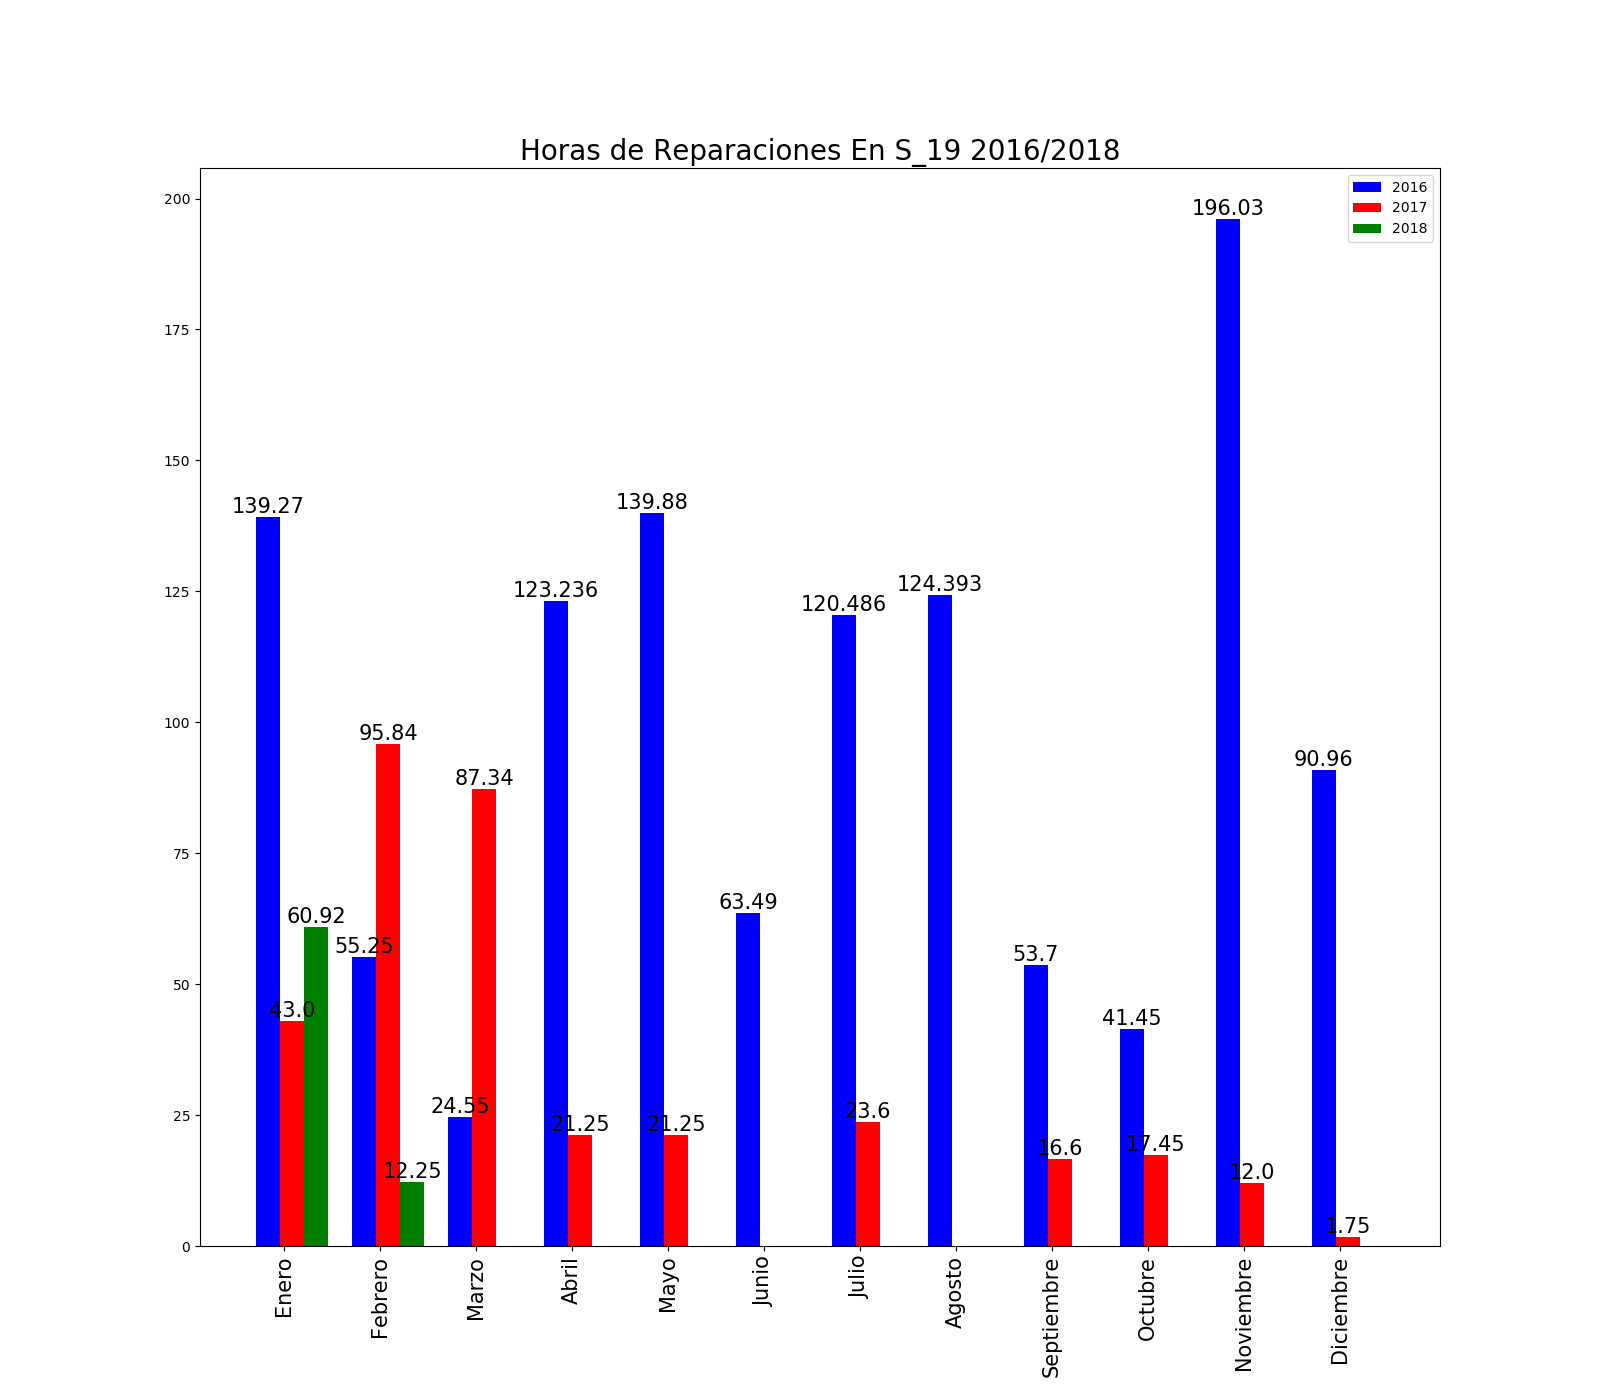 Horas de Reparaciones En S_19 2016/2018
2016
2017
2018
200
175
150
125
100
75
50
25
0
139.27
43.0
60.92
55.25
95.84
12.25
24.55
87.34
123.236
21.25
139.88
21.25
63.49
120.486
23.6
124.393
53.7
16.6
41.45
17.45
196.03
12.0
90.96
1.75
Enero
Febrero
Marzo
Abril
Mayo
Junio
Julio
Agosto
Septiembre
Octubre
Noviembre
Diciembre